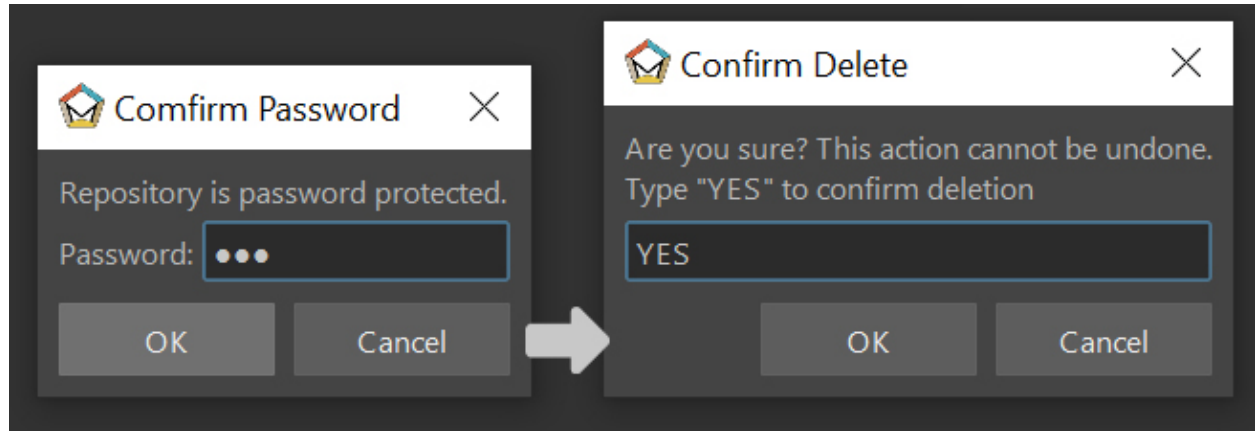 Comfirm Password
Repository is password protected.
Password: ●●●
OK Cancel
Confirm Delete
Are you sure? This action cannot be undone.
Type "YES" to confirm deletion
YES
OK Cancel